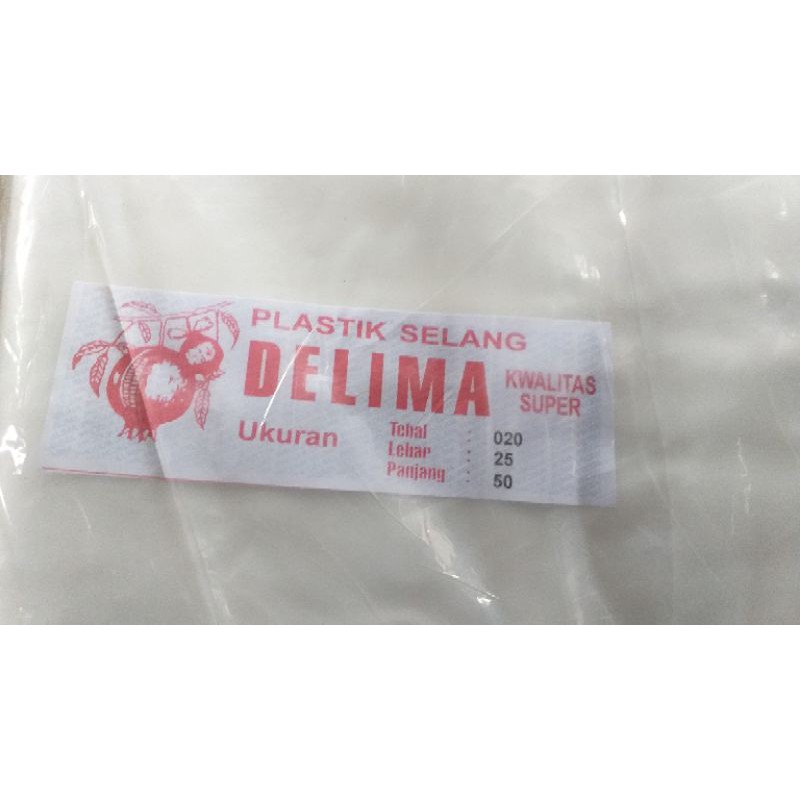 PLASTIK SELANG
DELIMA
KWALITAS
SUPER
Ukuran
Tebal : 020
Lebar : 25
Panjang : 50